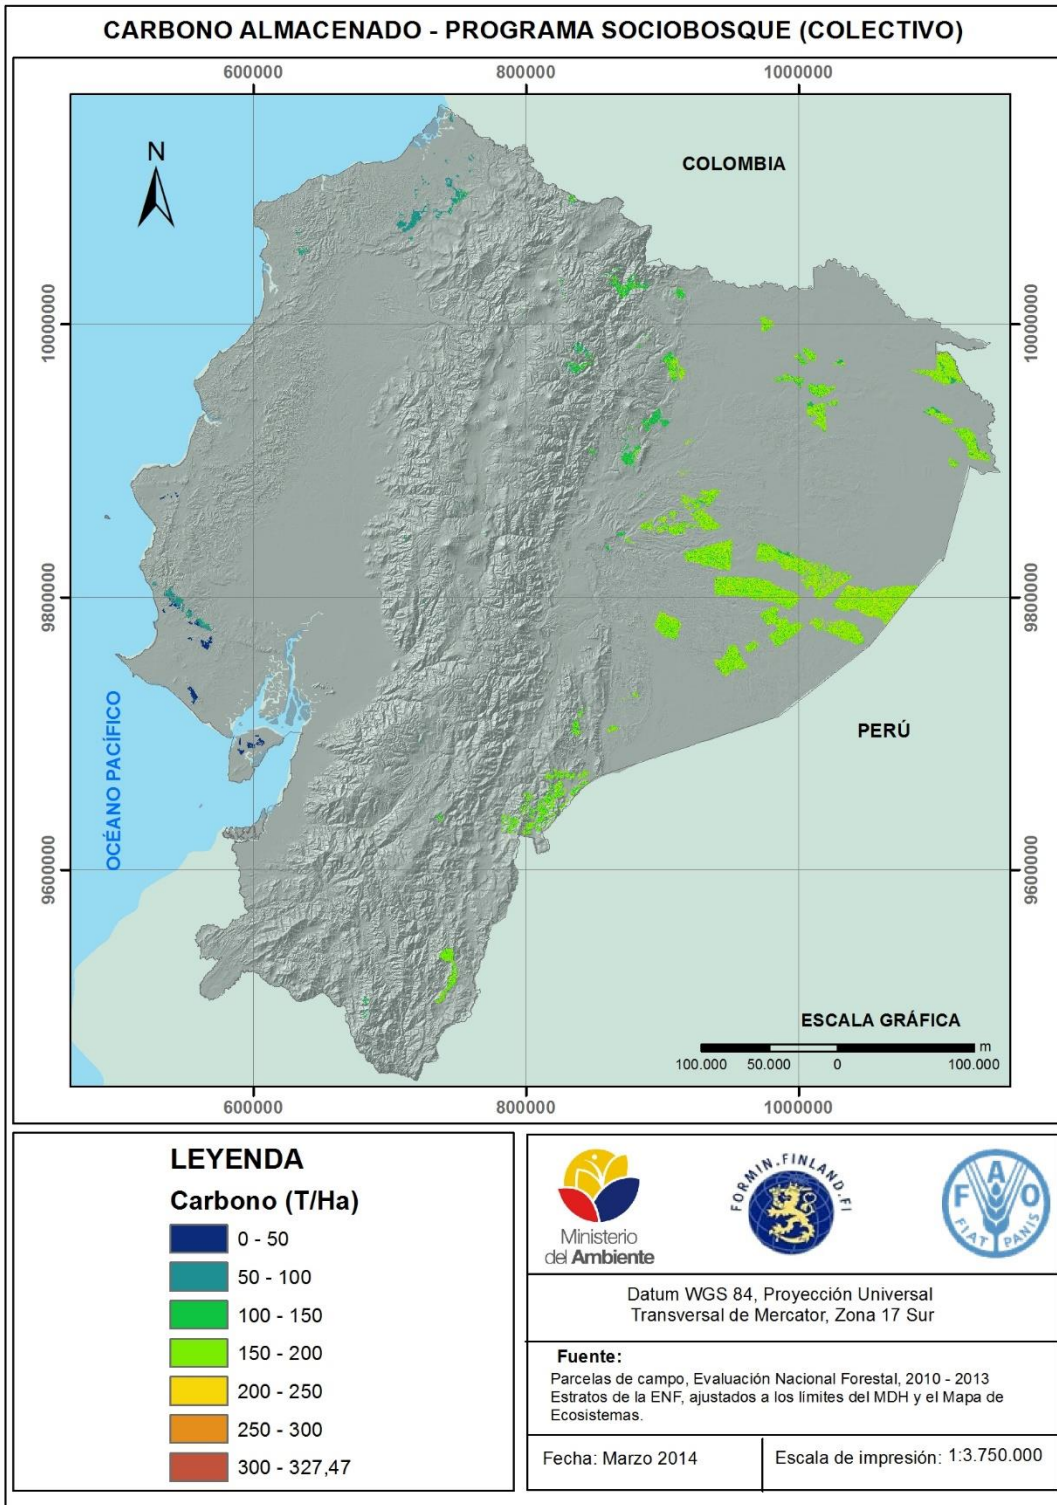 CARBONO ALMACENADO - PROGRAMA SOCIOBOSQUE (COLECTIVO)
600000 800000 1000000
N
COLOMBIA
10000000
10000000
9800000
9800000
OCÉANO PACÍFICO
PERÚ
9600000
9600000
ESCALA GRÁFICA
m
100.000 50.000 0 100.000
600000 800000 1000000
LEYENDA
Carbono (T/Ha)
0 - 50
50 - 100
100 - 150
150 - 200
200 - 250
250 - 300
300 - 327,47
Ministerio
del Ambiente
FORMIN.FINLAND.FI
FAO
FIAT PANIS
Datum WGS 84, Proyección Universal
Transversal de Mercator, Zona 17 Sur
Fuente:
Parcelas de campo, Evaluación Nacional Forestal, 2010 - 2013
Estratos de la ENF, ajustados a los límites del MDH y el Mapa de
Ecosistemas.
Fecha: Marzo 2014
Escala de impresión: 1:3.750.000